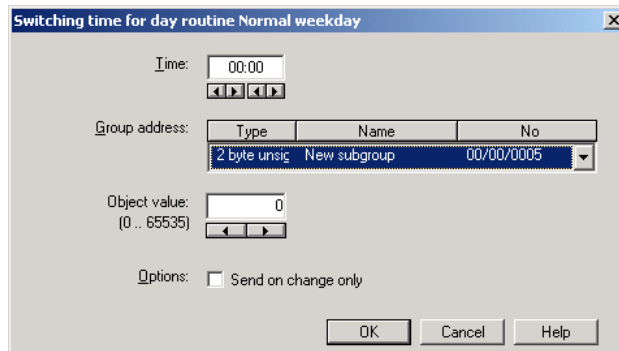 Switching time for day routine Normal weekday
Time: 00:00
Group address: Type Name No
2 byte unsig New subgroup 00/00/0005
Object value: 0
(0 .. 65535)
Options: Send on change only
OK Cancel Help